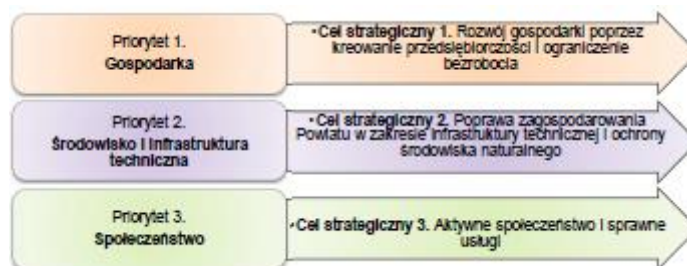 Priorytet 1.
Gospodarka
•Cel strategiczny 1. Rozwój gospodarki poprzez
kreowanie przedsiębiorczości i ograniczenie
bezrobocia
Priorytet 2.
Środowisko i infrastruktura
techniczna
•Cel strategiczny 2. Poprawa zagospodarowania
Powiatu w zakresie infrastruktury technicznej i ochrony
środowiska naturalnego
Priorytet 3.
Społeczeństwo
•Cel strategiczny 3. Aktywne społeczeństwo i sprawne
usługi